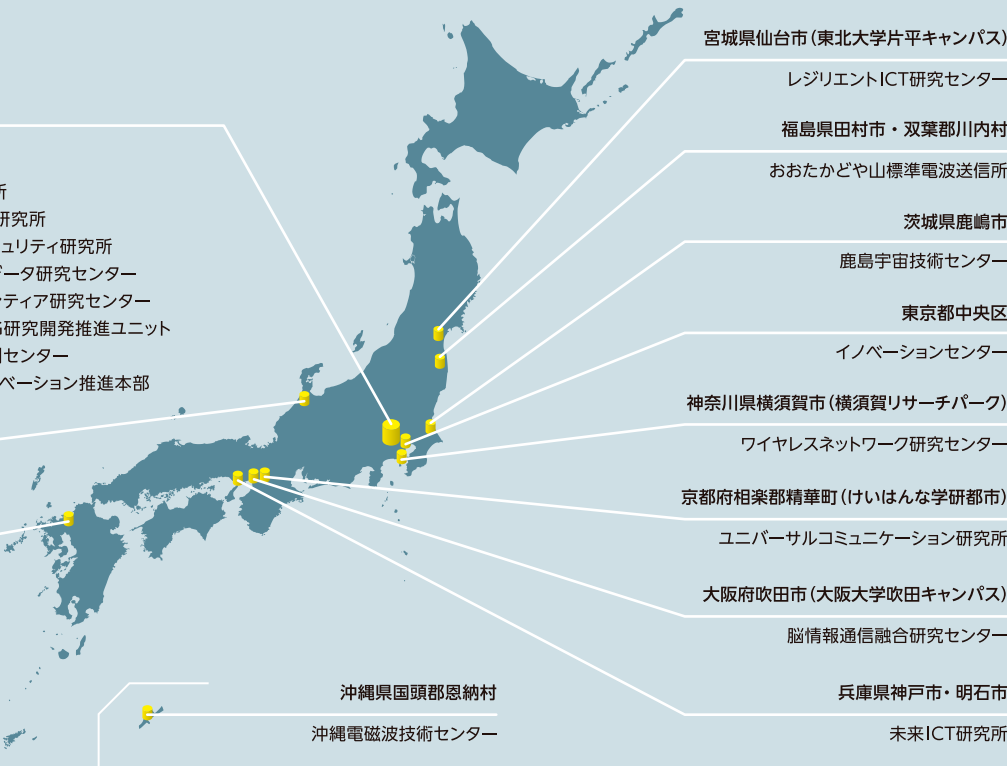 所
研究所
ュリティ研究所
データ研究センター
ティア研究センター
研究開発推進ユニット
センター
ベーション推進本部
宮城県仙台市(東北大学片平キャンパス)
レジリエントICT研究センター
福島県田村市・双葉郡川内村
おおたかどや山標準電波送信所
茨城県鹿嶋市
鹿島宇宙技術センター
東京都中央区
イノベーションセンター
神奈川県横須賀市(横須賀リサーチパーク)
ワイヤレスネットワーク研究センター
京都府相楽郡精華町(けいはんな学研都市)
ユニバーサルコミュニケーション研究所
大阪府吹田市(大阪大学吹田キャンパス)
脳情報通信融合研究センター
兵庫県神戸市・明石市
未来ICT研究所
沖縄県国頭郡恩納村
沖縄電磁波技術センター